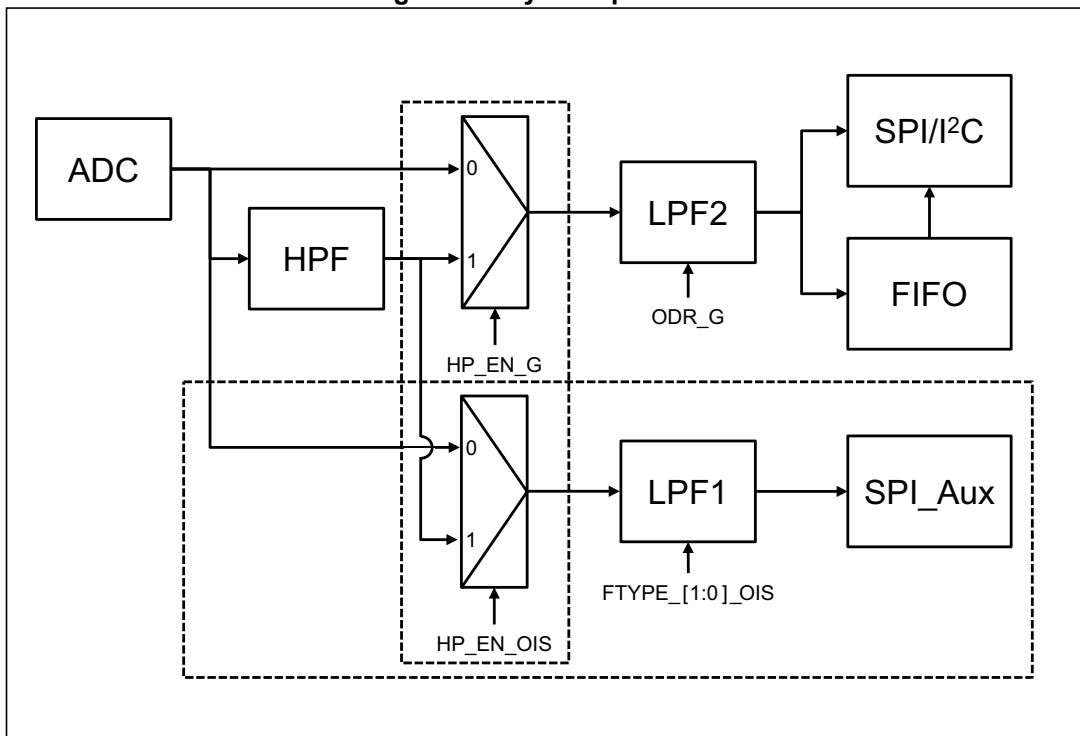 ADC
HPF
0
1
HP_EN_G
LPF2
ODR_G
SPI/I²C
FIFO
0
1
HP_EN_OIS
LPF1
FTYPE_[1:0]_OIS
SPI_Aux